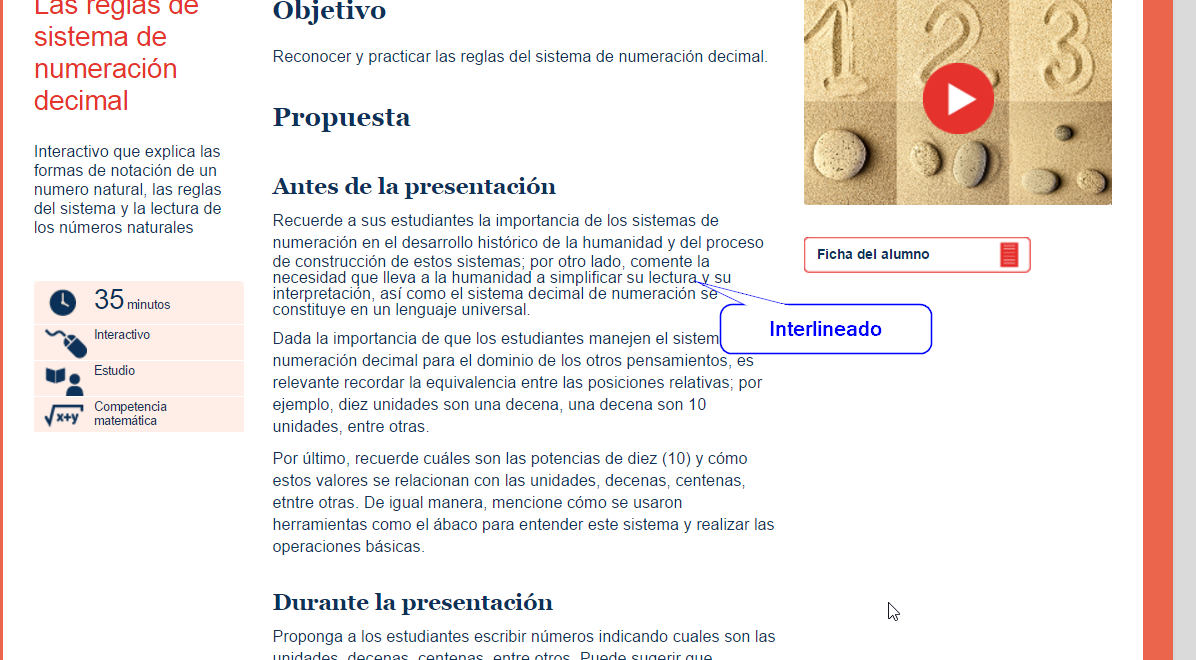 Las reglas de
sistema de
numeración
decimal
Interactivo que explica las
formas de notación de un
numero natural, las reglas
del sistema y la lectura de
los números naturales
35 minutos
Interactivo
Estudio
x+y
Competencia
matemática
Objetivo
Reconocer y practicar las reglas del sistema de numeración decimal.
Propuesta
Antes de la presentación
Recuerde a sus estudiantes la importancia de los sistemas de
numeración en el desarrollo histórico de la humanidad y del proceso
de construcción de estos sistemas; por otro lado, comente la
necesidad que lleva a la humanidad a simplificar su lectura y su
interpretación, así como el sistema decimal de numeración se
constituye en un lenguaje universal.
Dada la importancia de que los estudiantes manejen el sistem
numeración decimal para el dominio de los otros pensamientos, es
relevante recordar la equivalencia entre las posiciones relativas; por
ejemplo, diez unidades son una decena, una decena son 10
unidades, entre otras.
Por último, recuerde cuáles son las potencias de diez (10) y cómo
estos valores se relacionan con las unidades, decenas, centenas,
etntre otras. De igual manera, mencione cómo se usaron
herramientas como el ábaco para entender este sistema y realizar las
operaciones básicas.
Durante la presentación
Proponga a los estudiantes escribir números indicando cuales son las
unidades, decenas, centenas, entre otros. Puede sugerir que
1 2 3
Ficha del alumno
Interlineado